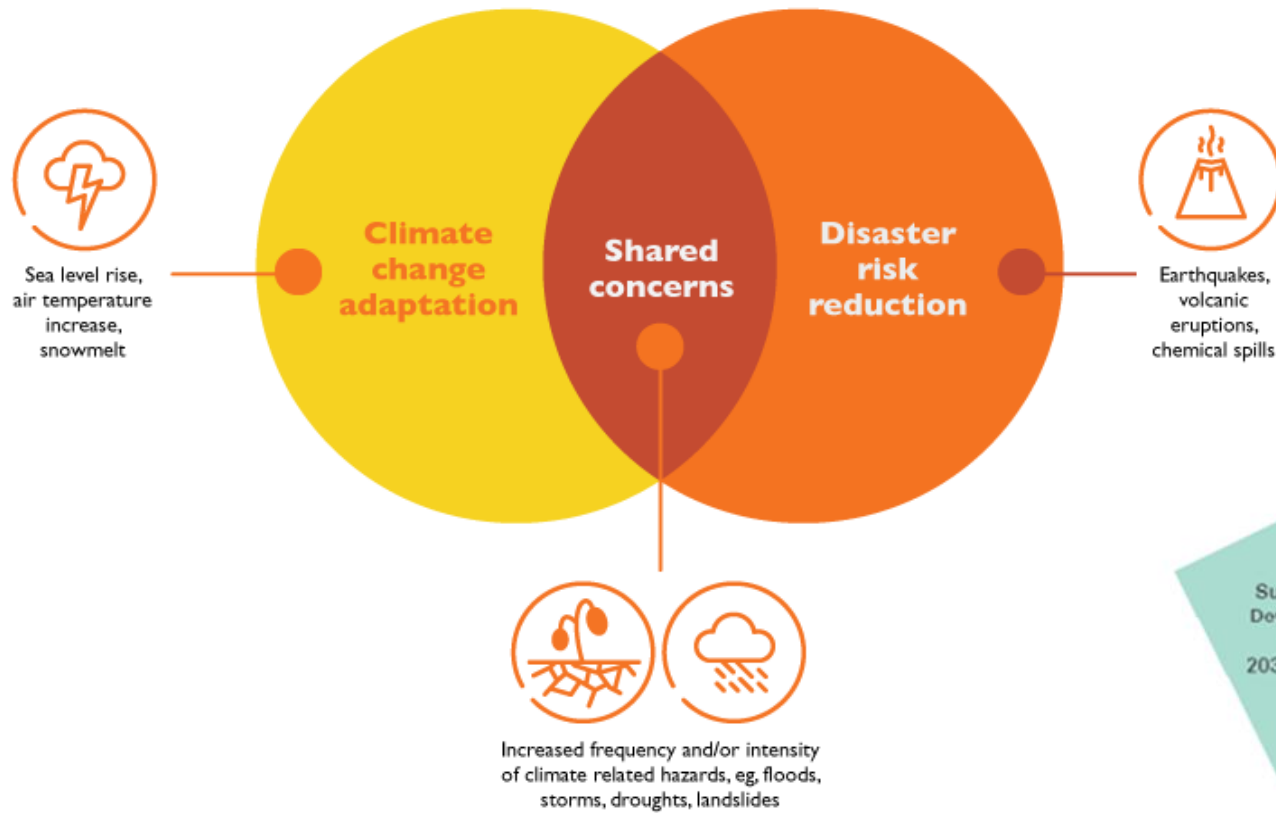 Climate
change
adaptation
Shared
concerns
Disaster
risk
reduction
Sea level rise,
air temperature
increase,
snowmelt
Earthquakes,
volcanic
eruptions,
chemical spills
Increased frequency and/or intensity
of climate related hazards, eg, floods,
storms, droughts, landslides